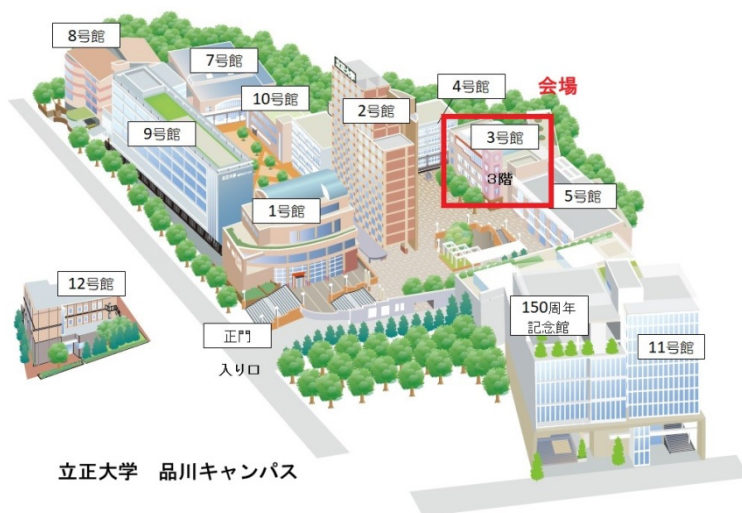 8号館
7号館
10号館
9号館
2号館
4号館
会場
3号館
3階
5号館
1号館
12号館
正門
入り口
150周年
記念館
11号館
立正大学 品川キャンパス